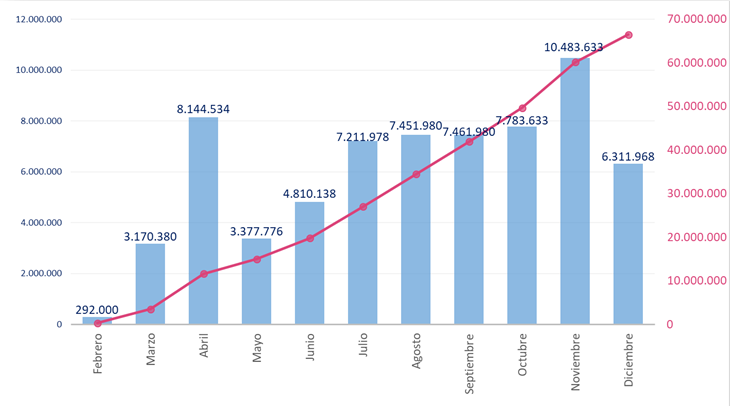 12.000.000
10.000.000
8.000.000
6.000.000
4.000.000
2.000.000
0
292.000
3.170.380
8.144.534
3.377.776
4.810.138
7.211.978
7.451.980
7.461.980
7.783.633
10.483.633
6.311.968
70.000.000
60.000.000
50.000.000
40.000.000
30.000.000
20.000.000
10.000.000
0
Febrero
Marzo
Abril
Mayo
Junio
Julio
Agosto
Septiembre
Octubre
Noviembre
Diciembre